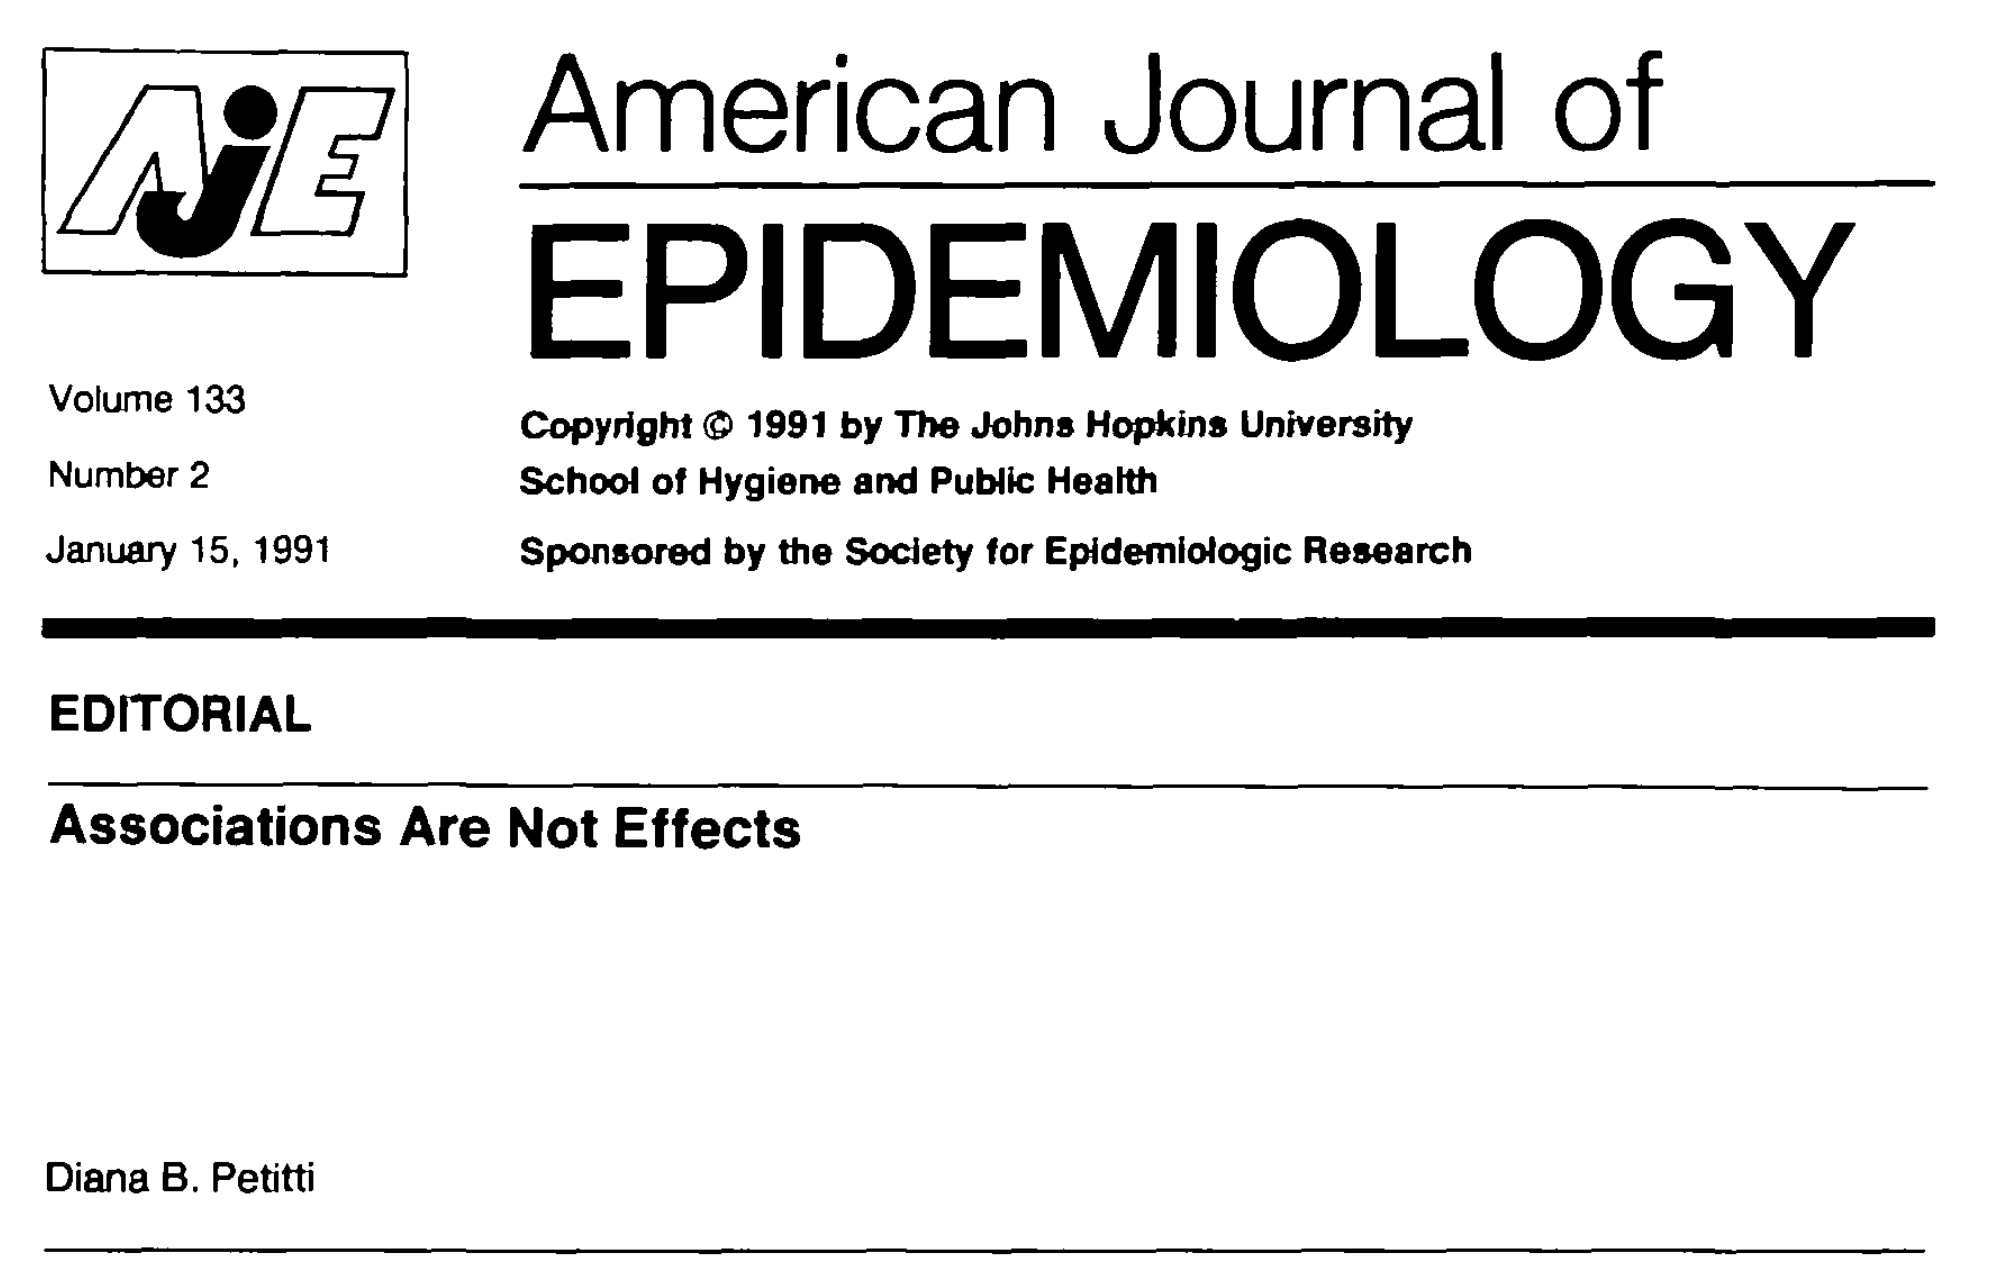 AJE
American Journal of
EPIDEMIOLOGY
Volume 133
Number 2
January 15, 1991
Copyright © 1991 by The Johns Hopkins University
School of Hygiene and Public Health
Sponsored by the Society for Epidemiologic Research
EDITORIAL
Associations Are Not Effects
Diana B. Petitti